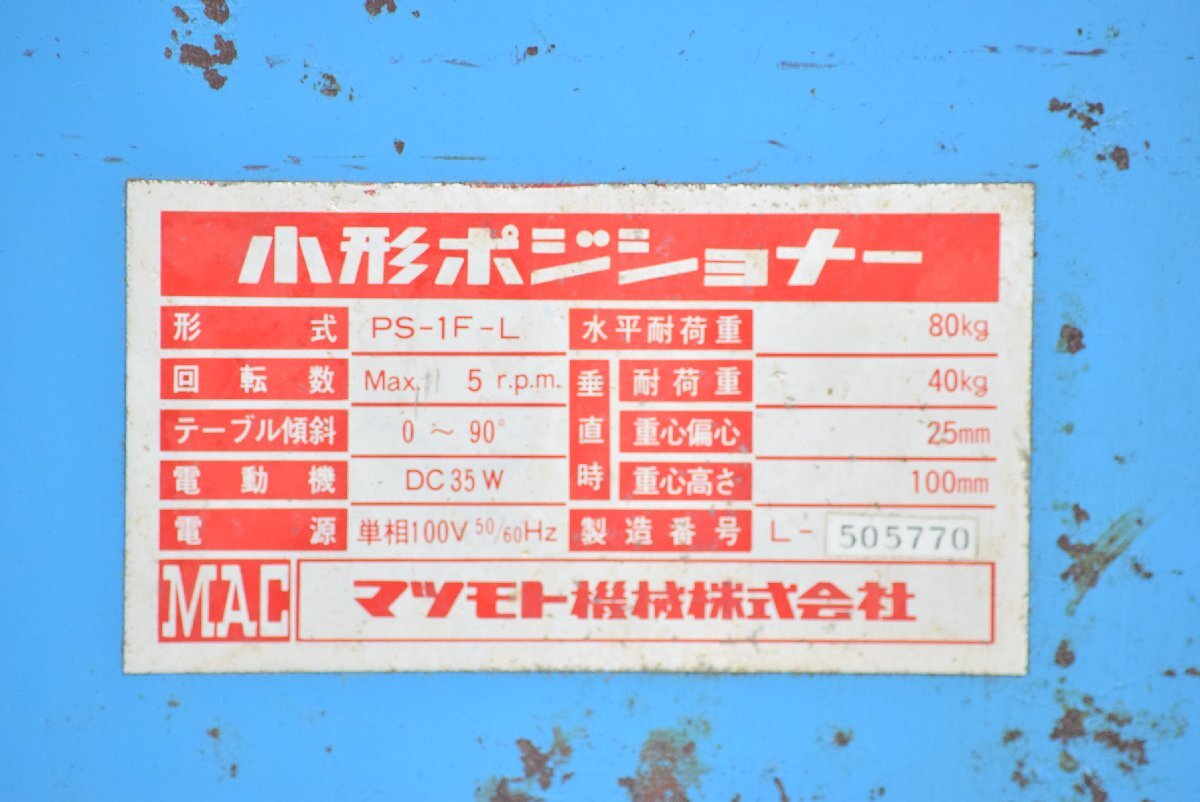 小形ポジショナー
形式 PS-1F-L 水平耐荷重 80kg
回転数 Max. 5 r.p.m. 垂直時 耐荷重 40kg
テーブル傾斜 0～90° 重心偏心 25mm
電動機 DC35W 重心高さ 100mm
電源 単相100V 50/60Hz 製造番号 L-505770
MAC マツモト機械株式会社